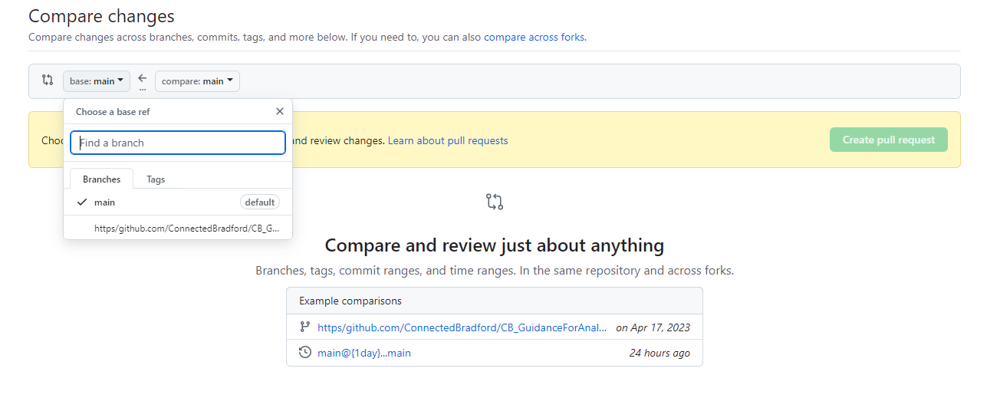 Compare changes
Compare changes across branches, commits, tags, and more below. If you need to, you can also compare across forks.
base: main ← compare: main
...
Choose a base ref
Find a branch
Choo nd review changes. Learn about pull requests
Create pull request
Branches Tags
main default
https/github.com/ConnectedBradford/CB_G...
Compare and review just about anything
Branches, tags, commit ranges, and time ranges. In the same repository and across forks.
Example comparisons
https/github.com/ConnectedBradford/CB_GuidanceForAnal... on Apr 17, 2023
main@{1day}...main 24 hours ago